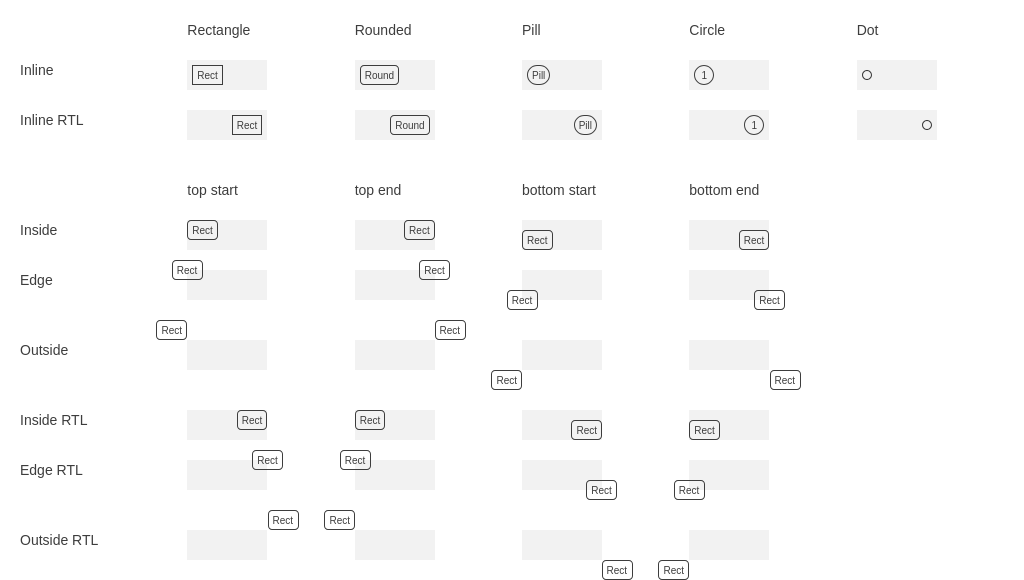 Rectangle Rounded Pill Circle Dot
Inline Rect Round Pill 1
Inline RTL Rect Round Pill 1
top start top end bottom start bottom end
Inside Rect Rect Rect Rect
Edge Rect Rect Rect Rect
Outside Rect Rect Rect Rect
Inside RTL Rect Rect Rect Rect
Edge RTL Rect Rect Rect Rect
Outside RTL Rect Rect Rect Rect